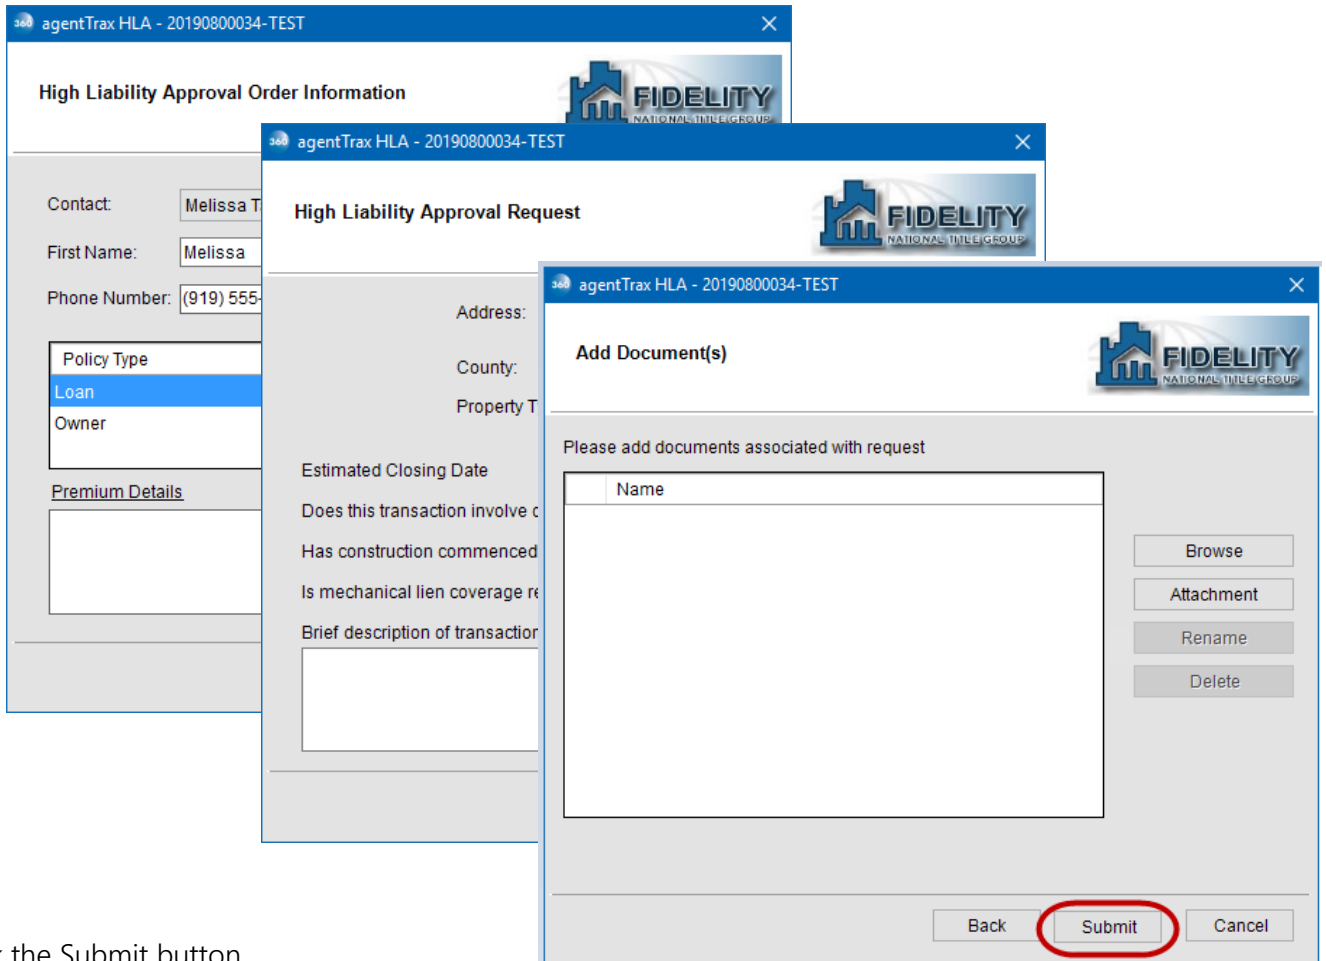 agentTrax HLA - 20190800034-TEST
High Liability Approval Order Information
FIDELITY
NATIONAL TITLE GROUP
Contact:
Melissa T
First Name:
Melissa
Phone Number:
(919) 555-
Policy Type
Loan
Owner
Premium Details
agentTrax HLA - 20190800034-TEST
High Liability Approval Request
FIDELITY
NATIONAL TITLE GROUP
Address:
County:
Property T
Estimated Closing Date
Does this transaction involve
Has construction commenced
Is mechanical lien coverage re
Brief description of transaction
agentTrax HLA - 20190800034-TEST
Add Document(s)
FIDELITY
NATIONAL TITLE GROUP
Please add documents associated with request
Name
Browse
Attachment
Rename
Delete
Back Submit Cancel
the Submit button